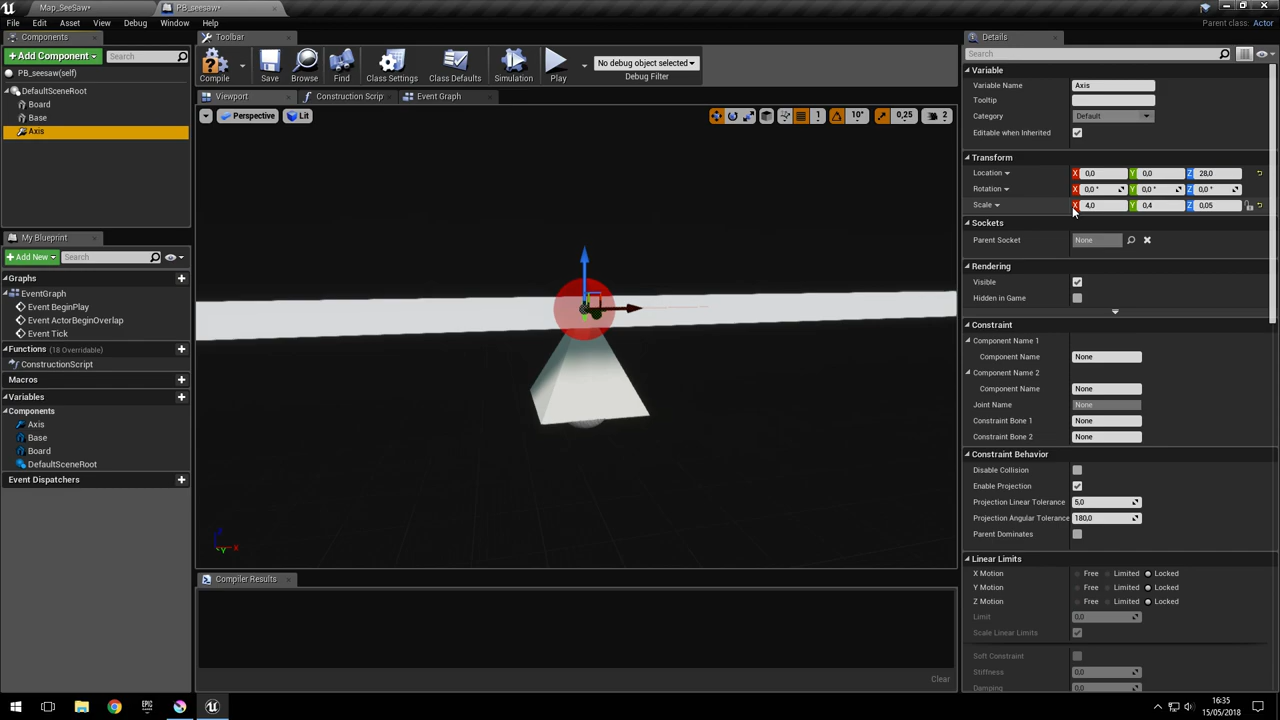 Map_SeeSaw*
PB_seesaw*
File Edit Asset View Debug Window Help
Parent class: Actor
Components
Toolbar
Details
Add Component
Search
Compile
Save
Browse
Find
Class Settings
Class Defaults
Simulation
Play
No debug object selected
Debug Filter
Search
PB_seesaw(self)
DefaultSceneRoot
Board
Base
Axis
Viewport
Construction Scrip
Event Graph
Perspective
Lit
1
10°
0,25
2
Variable
Variable Name Axis
Tooltip
Category Default
Editable when Inherited
Transform
Location X 0,0 Y 0,0 Z 28,0
Rotation X 0,0 ° Y 0,0 ° Z 0,0 °
Scale X 4,0 Y 0,4 Z 0,05
Sockets
Parent Socket None
Rendering
Visible
Hidden in Game
Constraint
Component Name 1
Component Name None
Component Name 2
Component Name None
Joint Name None
Constraint Bone 1 None
Constraint Bone 2 None
Constraint Behavior
Disable Collision
Enable Projection
Projection Linear Tolerance 5,0
Projection Angular Tolerance 180,0
Parent Dominates
Linear Limits
X Motion Free Limited Locked
Y Motion Free Limited Locked
Z Motion Free Limited Locked
Limit 0,0
Scale Linear Limits
Soft Constraint
Stiffness 0,0
Damping 0,0
My Blueprint
Add New
Search
Graphs
EventGraph
Event BeginPlay
Event ActorBeginOverlap
Event Tick
Functions (18 Overridable)
ConstructionScript
Macros
Variables
Components
Axis
Base
Board
DefaultSceneRoot
Event Dispatchers
Z
X
Y
Compiler Results
Clear
EPIC
16:35
15/05/2018